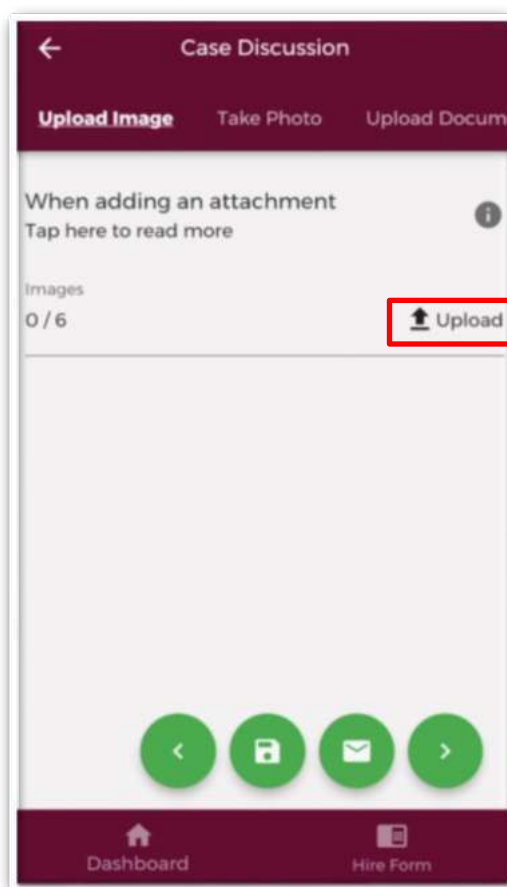 Case Discussion
Upload Image Take Photo Upload Docum
When adding an attachment
Tap here to read more
Images
0 / 6 Upload
Dashboard Hire Form